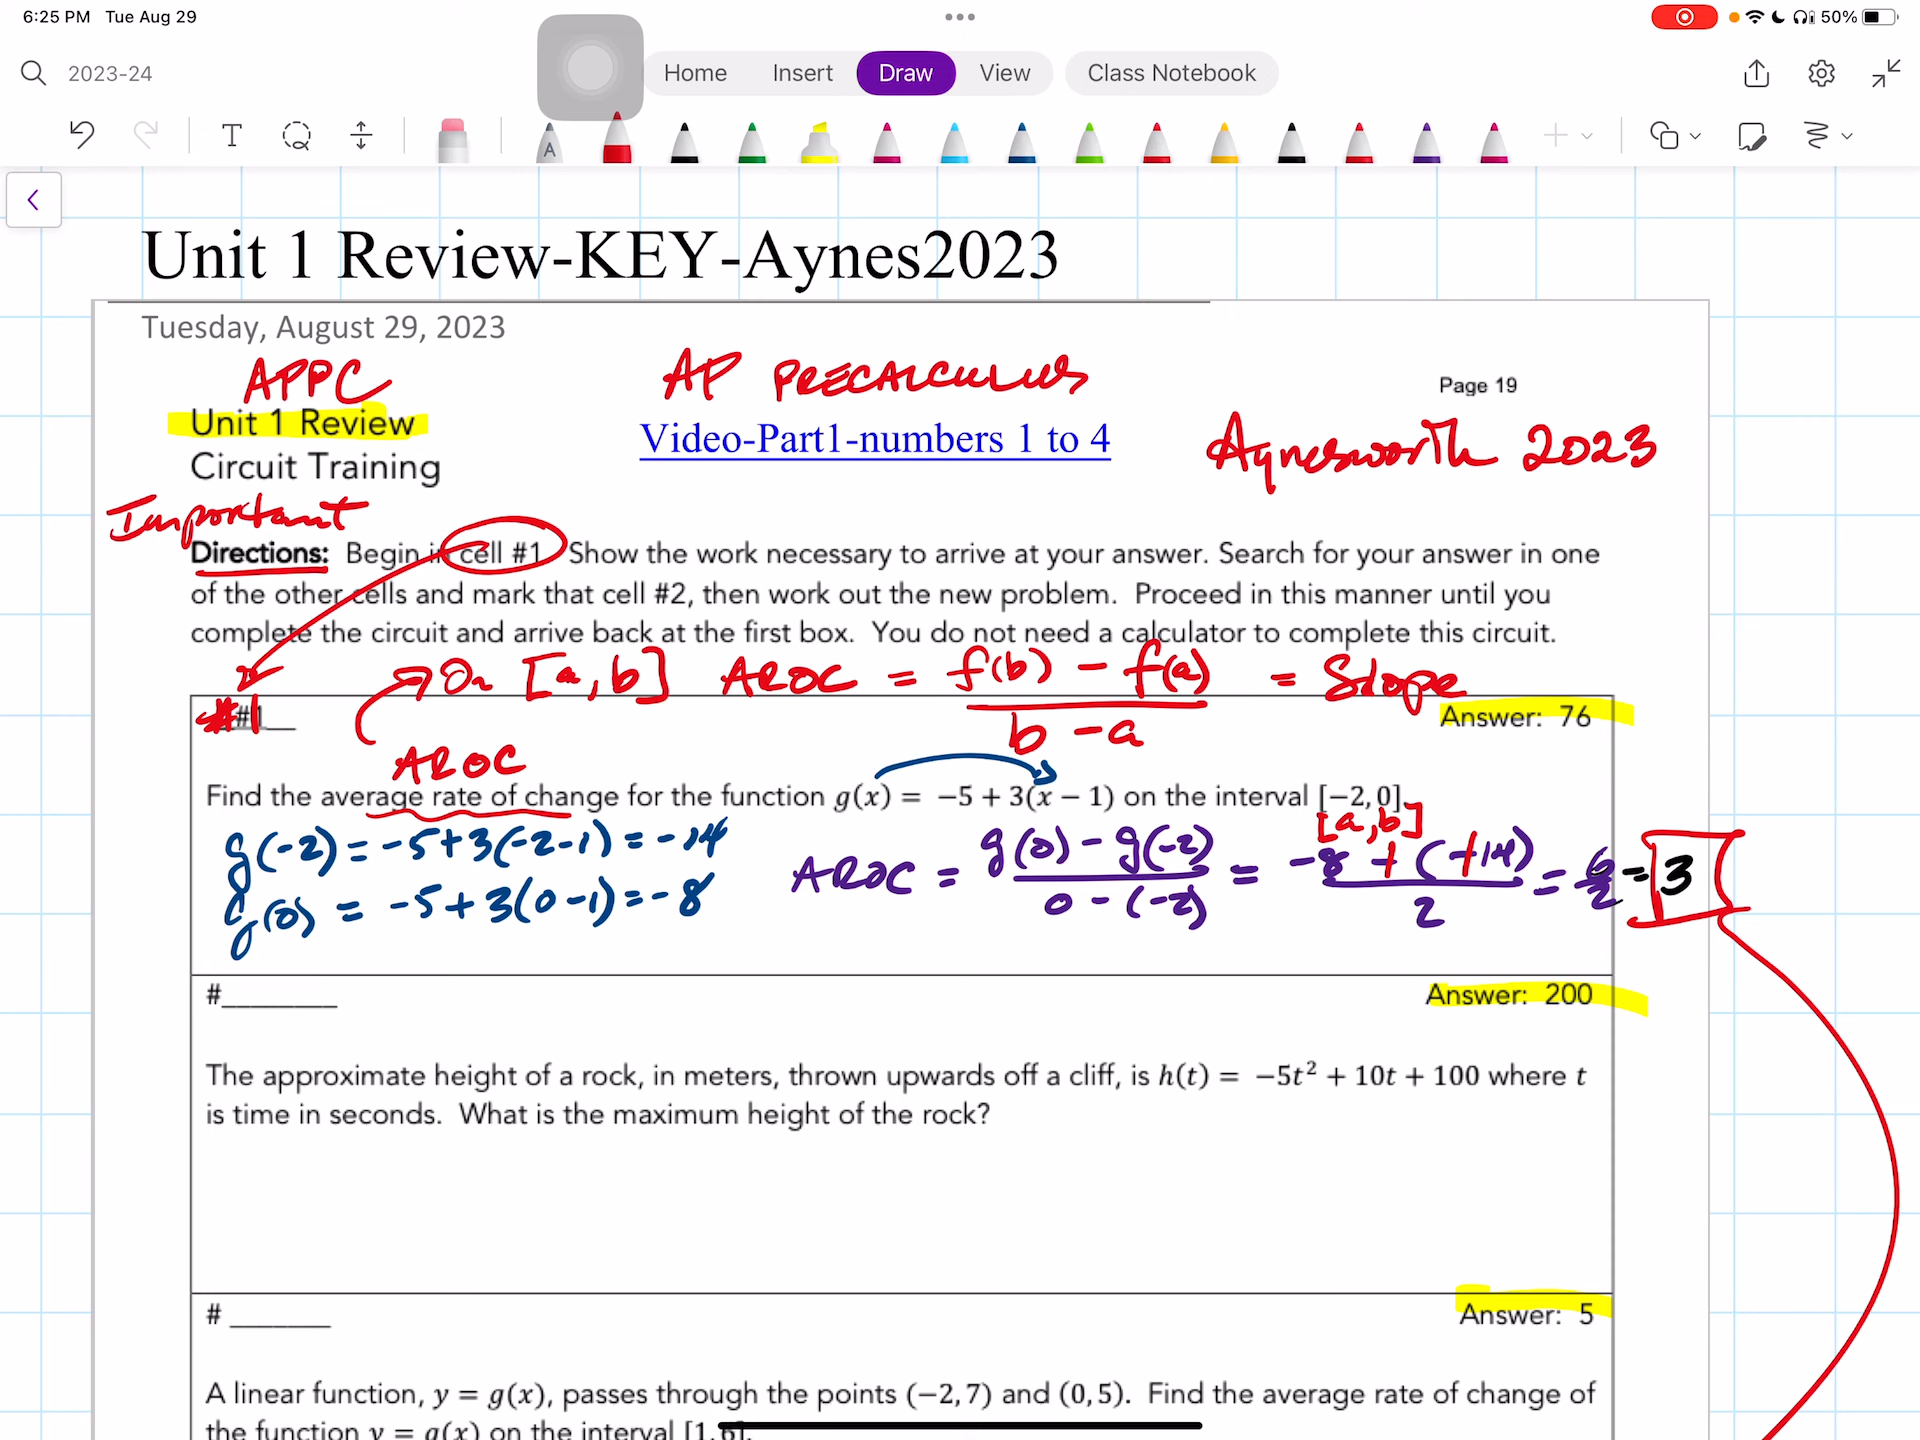 6:25 PM Tue Aug 29
50%
2023-24
Home Insert Draw View Class Notebook
T
A
Unit 1 Review-KEY-Aynes2023
Tuesday, August 29, 2023
APPC
AP PRECALCULUS
Page 19
Unit 1 Review
Video-Part1-numbers 1 to 4
Aynesworth 2023
Circuit Training
Important
Directions: Begin in cell #1. Show the work necessary to arrive at your answer. Search for your answer in one
of the other cells and mark that cell #2, then work out the new problem. Proceed in this manner until you
complete the circuit and arrive back at the first box. You do not need a calculator to complete this circuit.
On [a,b] AROC = f(b) - f(a) / b - a = Slope
#1
Answer: 76
AROC
Find the average rate of change for the function g(x) = −5 + 3(x − 1) on the interval [−2, 0].
[a,b]
g(-2) = -5+3(-2-1) = -14
g(0) = -5+3(0-1) = -8
AROC = g(0) - g(-2) / 0 - (-2) = -8 + (+14) / 2 = 6/2 = 3
#________
Answer: 200
The approximate height of a rock, in meters, thrown upwards off a cliff, is h(t) = −5t² + 10t + 100 where t
is time in seconds. What is the maximum height of the rock?
# _______
Answer: 5
A linear function, y = g(x), passes through the points (−2, 7) and (0, 5). Find the average rate of change of
the function y = g(x) on the interval [1, 6].